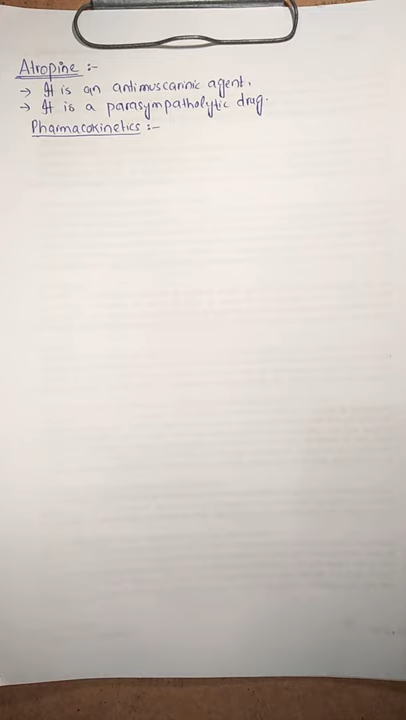 Atropine :-
→ It is an antimuscarinic agent.
→ It is a parasympatholytic drug.
Pharmacokinetics :-